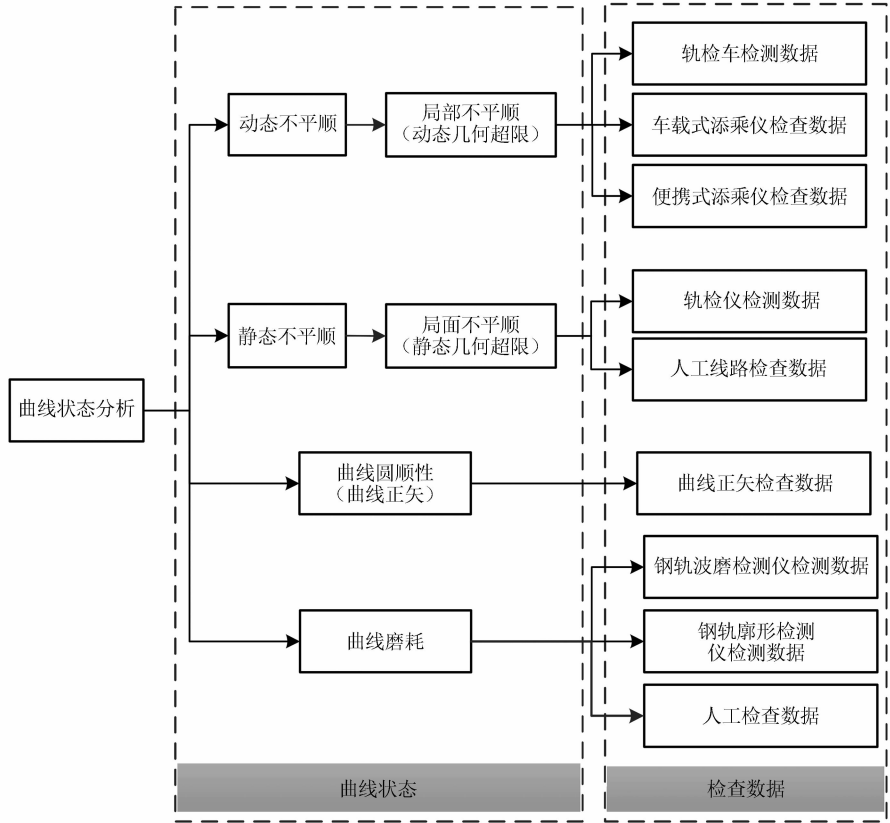 曲线状态分析
动态不平顺
局部不平顺
（动态几何超限）
轨检车检测数据
车载式添乘仪检查数据
便携式添乘仪检查数据
静态不平顺
局面不平顺
（静态几何超限）
轨检仪检测数据
人工线路检查数据
曲线圆顺性
（曲线正矢）
曲线正矢检查数据
曲线磨耗
钢轨波磨检测仪检测数据
钢轨廓形检测
仪检测数据
人工检查数据
曲线状态
检查数据